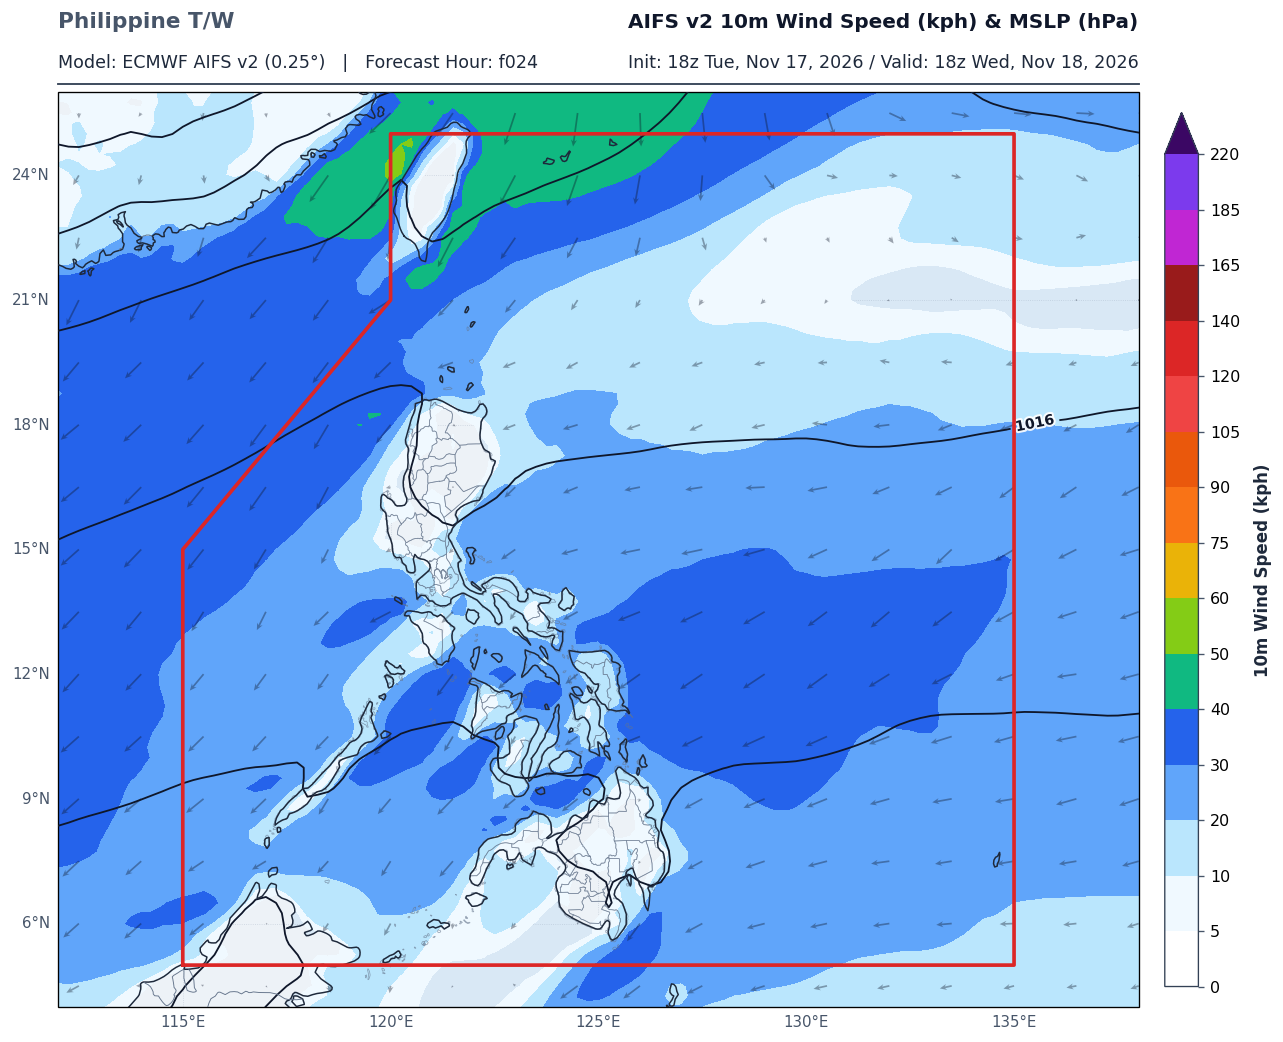 Philippine T/W
AIFS v2 10m Wind Speed (kph) & MSLP (hPa)
Model: ECMWF AIFS v2 (0.25°) | Forecast Hour: f024
Init: 18z Tue, Nov 17, 2026 / Valid: 18z Wed, Nov 18, 2026
24°N
21°N
18°N
15°N
12°N
9°N
6°N
1016
115°E
120°E
125°E
130°E
135°E
220
185
165
140
120
105
90
75
60
50
40
30
20
10
5
0
10m Wind Speed (kph)